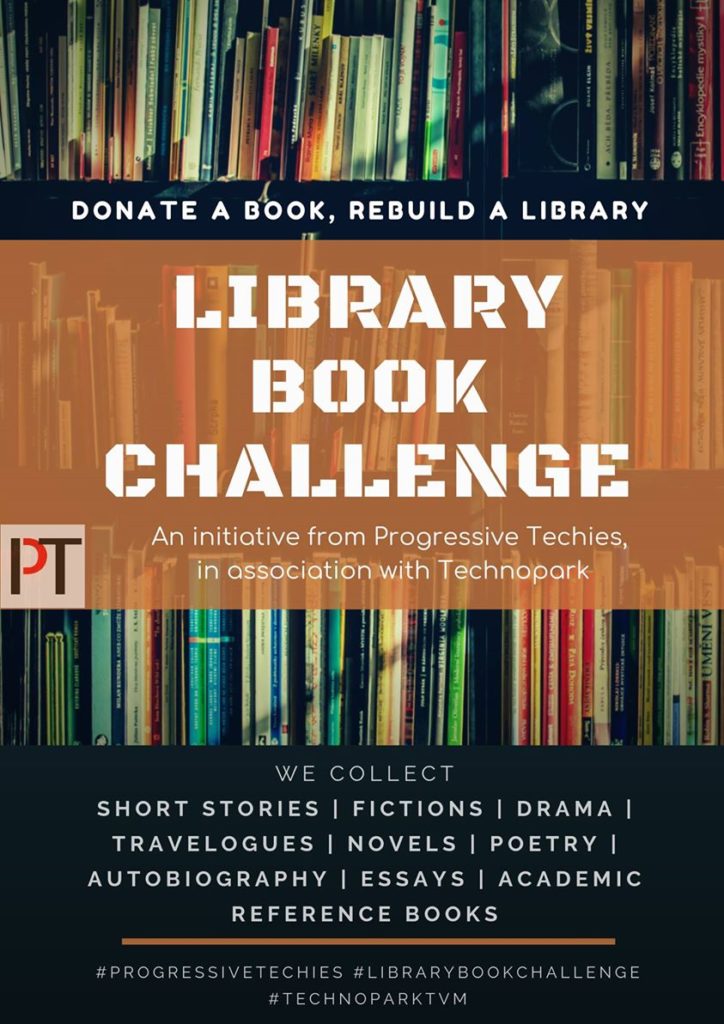 DONATE A BOOK, REBUILD A LIBRARY
LIBRARY
BOOK
CHALLENGE
An initiative from Progressive Techies,
in association with Technopark
PT
WE COLLECT
SHORT STORIES | FICTIONS | DRAMA |
TRAVELOGUES | NOVELS | POETRY |
AUTOBIOGRAPHY | ESSAYS | ACADEMIC
REFERENCE BOOKS
#PROGRESSIVETECHIES #LIBRARYBOOKCHALLENGE
#TECHNOPARKTVM